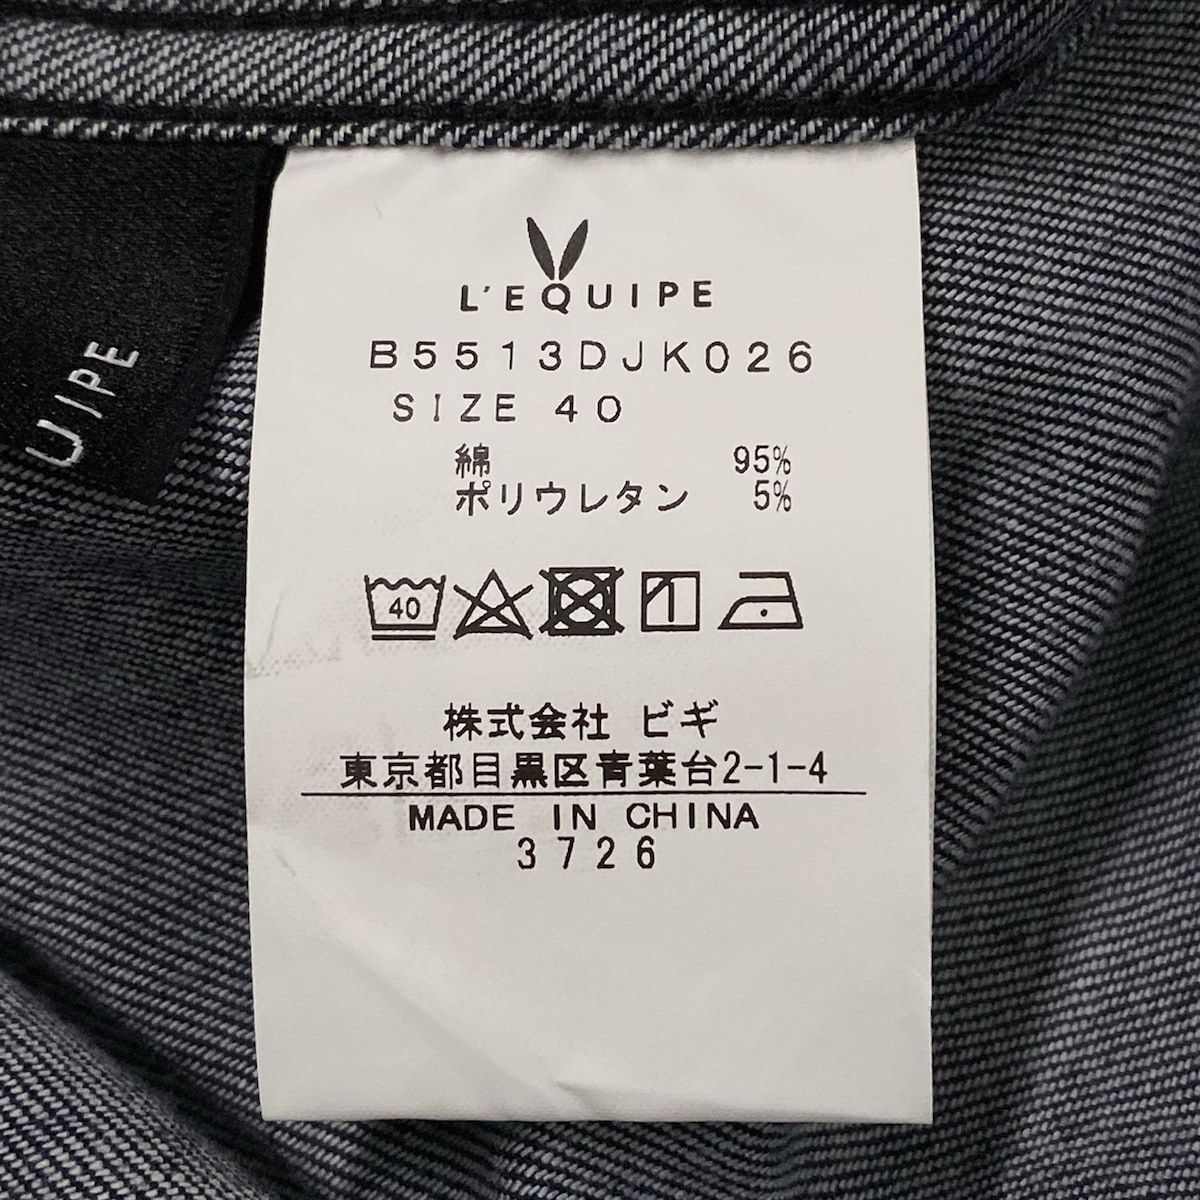 L'EQUIPE
B5513DJK026
SIZE 40
綿 95%
ポリウレタン 5%
40
株式会社 ビギ
東京都目黒区青葉台2-1-4
MADE IN CHINA
3726
UIPE